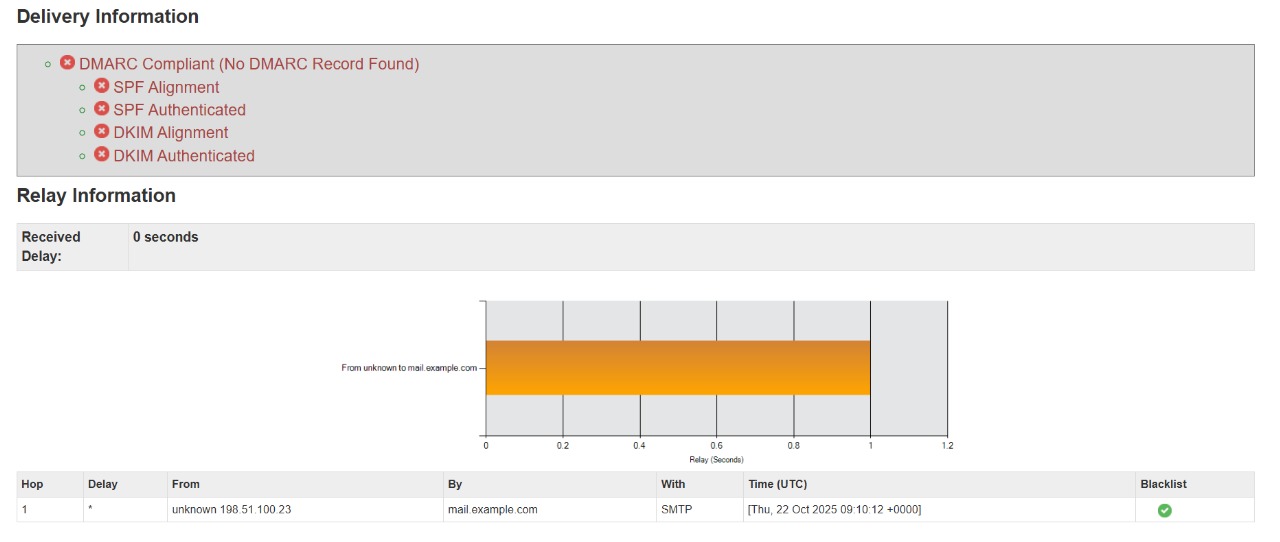 Delivery Information
DMARC Compliant (No DMARC Record Found)
SPF Alignment
SPF Authenticated
DKIM Alignment
DKIM Authenticated
Relay Information
Received Delay: 0 seconds
From unknown to mail.example.com
0 0.2 0.4 0.6 0.8 1 1.2
Relay (Seconds)
Hop Delay From By With Time (UTC) Blacklist
1 * unknown 198.51.100.23 mail.example.com SMTP [Thu, 22 Oct 2025 09:10:12 +0000]